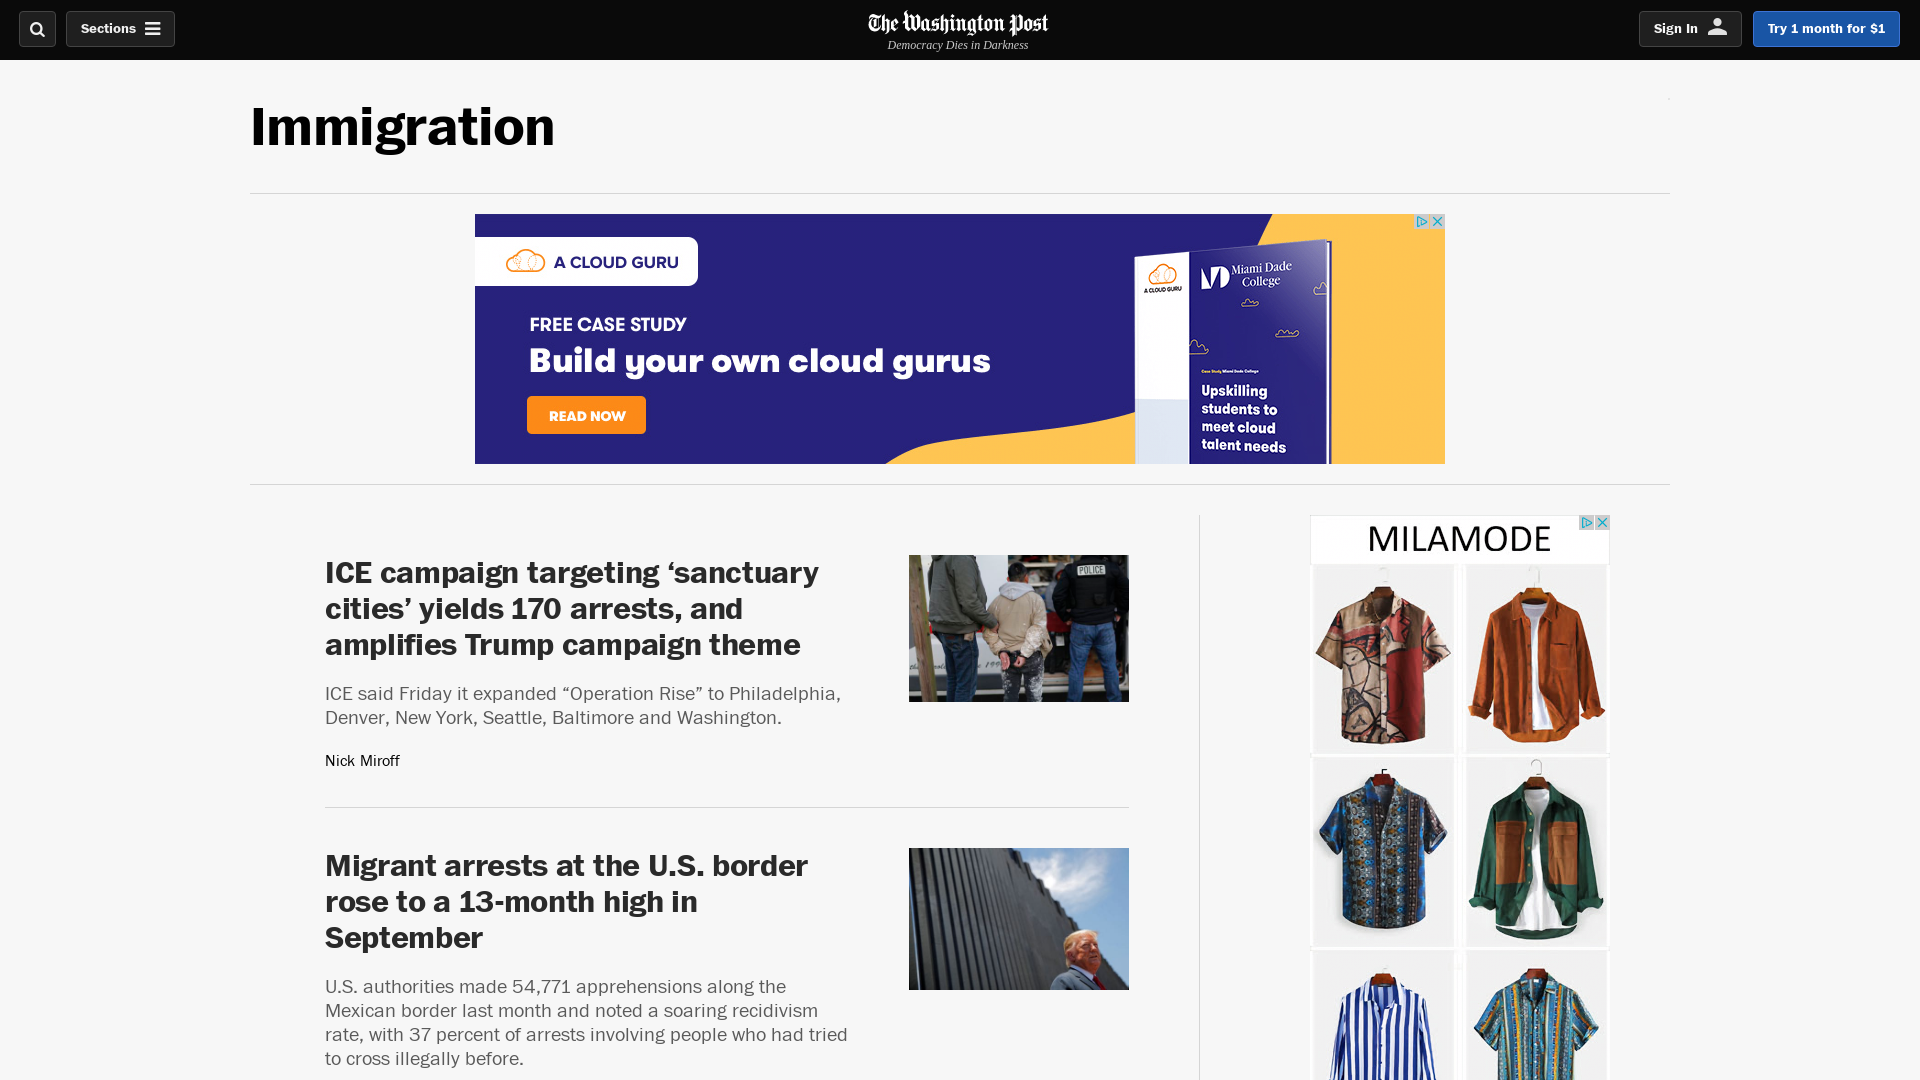 Sections
The Washington Post
Democracy Dies in Darkness
Sign In
Try 1 month for $1
Immigration
A CLOUD GURU
FREE CASE STUDY
Build your own cloud gurus
READ NOW
A CLOUD GURU
Miami Dade
College
Case Study Miami Dade College
Upskilling
students to
meet cloud
talent needs
MILAMODE
ICE campaign targeting ‘sanctuary
cities’ yields 170 arrests, and
amplifies Trump campaign theme
POLICE
ICE said Friday it expanded “Operation Rise” to Philadelphia,
Denver, New York, Seattle, Baltimore and Washington.
Nick Miroff
Migrant arrests at the U.S. border
rose to a 13-month high in
September
U.S. authorities made 54,771 apprehensions along the
Mexican border last month and noted a soaring recidivism
rate, with 37 percent of arrests involving people who had tried
to cross illegally before.